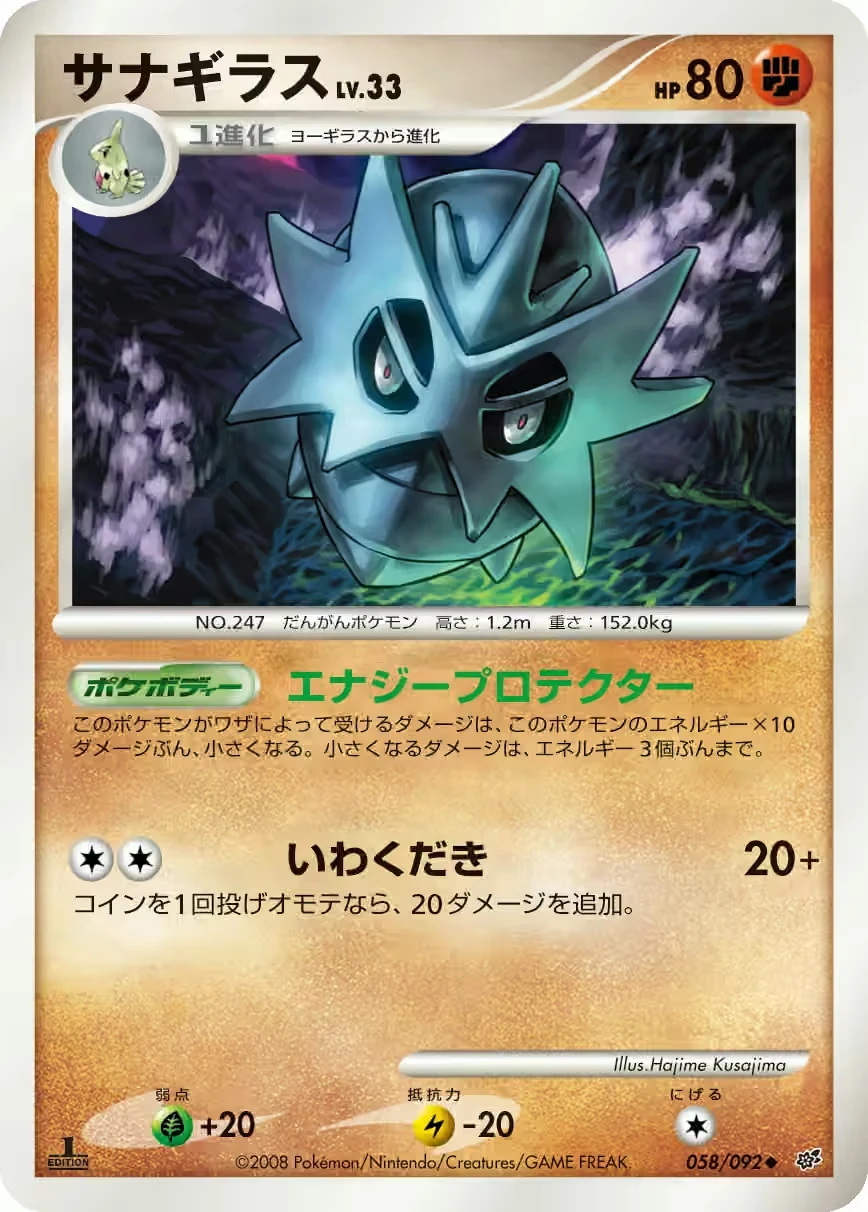 サナギラス LV.33 HP 80
1進化 ヨーギラスから進化
NO.247 だんがんポケモン 高さ：1.2m 重さ：152.0kg
ポケボディー エナジープロテクター
このポケモンがワザによって受けるダメージは、このポケモンのエネルギー×10
ダメージぶん、小さくなる。小さくなるダメージは、エネルギー3個ぶんまで。
いわくだき 20+
コインを1回投げオモテなら、20ダメージを追加。
Illus.Hajime Kusajima
弱点 抵抗力 にげる
+20 -20
1 EDITION ©2008 Pokémon/Nintendo/Creatures/GAME FREAK. 058/092